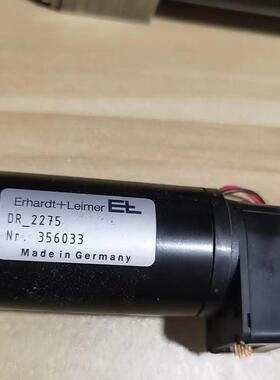 Erhardt+Leimer E+L
DR_2275
Nr. 356033
Made in Germany